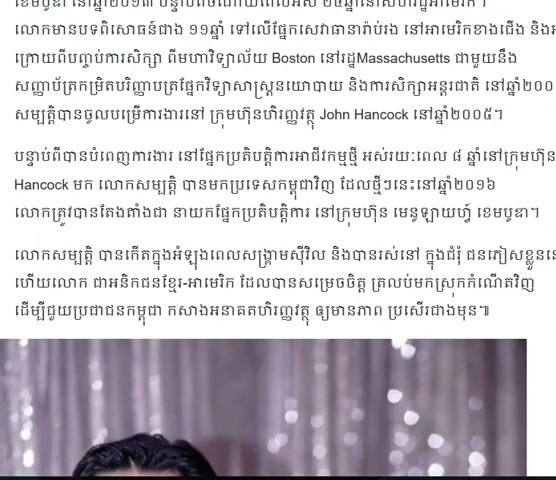 លោកមានបទពិសោធន៍ជាង ១១ឆ្នាំ ទៅលើផ្នែកសេវាធានារ៉ាប់រង នៅអាមេរិកខាងជើង និង
ក្រោយពីបញ្ចប់ការសិក្សា ពីមហាវិទ្យាល័យ Boston នៅរដ្ឋMassachusetts ជាមួយនឹង
សញ្ញាប័ត្រកម្រិតបរិញ្ញាបត្រផ្នែកវិទ្យាសាស្ត្រនយោបាយ និងការសិក្សាអន្តរជាតិ នៅឆ្នាំ២០០
សម្បត្តិបានចូលបម្រើការងារនៅ ក្រុមហ៊ុនហិរញ្ញវត្ថុ John Hancock នៅឆ្នាំ២០០៥។
បន្ទាប់ពីបានបំពេញការងារ នៅផ្នែកប្រតិបត្តិការអាជីវកម្មថ្មី អស់រយៈពេល ៨ ឆ្នាំនៅក្រុមហ៊ុន
Hancock មក លោកសម្បត្តិ បានមកប្រទេសកម្ពុជាវិញ ដែលថ្មីៗនេះនៅឆ្នាំ២០១៦
លោកត្រូវបានតែងតាំងជា នាយកផ្នែកប្រតិបត្តិការ នៅក្រុមហ៊ុន មេនូឡាយហ្វ៍ ខេមបូឌា។
លោកសម្បត្តិ បានកើតក្នុងអំឡុងពេលសង្គ្រាមស៊ីវិល និងបានរស់នៅ ក្នុងជំរុំ ជនភៀសខ្លួន
ហើយលោក ជាអនិកជនខ្មែរ-អាមេរិក ដែលបានសម្រេចចិត្ត ត្រលប់មកស្រុកកំណើតវិញ
ដើម្បីជួយប្រជាជនកម្ពុជា កសាងអនាគតហិរញ្ញវត្ថុ ឲ្យមានភាព ប្រសើរជាងមុន៕